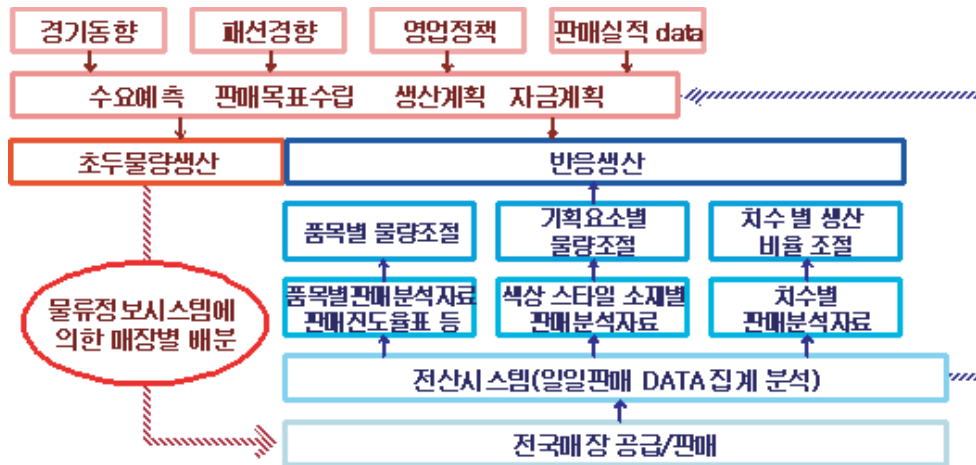 경기동향
패션경향
영업정책
판매실적 data
수요예측 판매목표수립 생산계획 자금계획
초두물량생산
반응생산
품목별 물량조절
기획요소별
물량조절
치수 별 생산
비율 조절
물류정보시스템에
의한 매장별 배분
품목별판매분석자료
판매진도율표 등
색상 스타일 소재별
판매분석자료
치수별
판매분석자료
전산시스템(일일판매 DATA 집계 분석)
전국매장 공급/판매